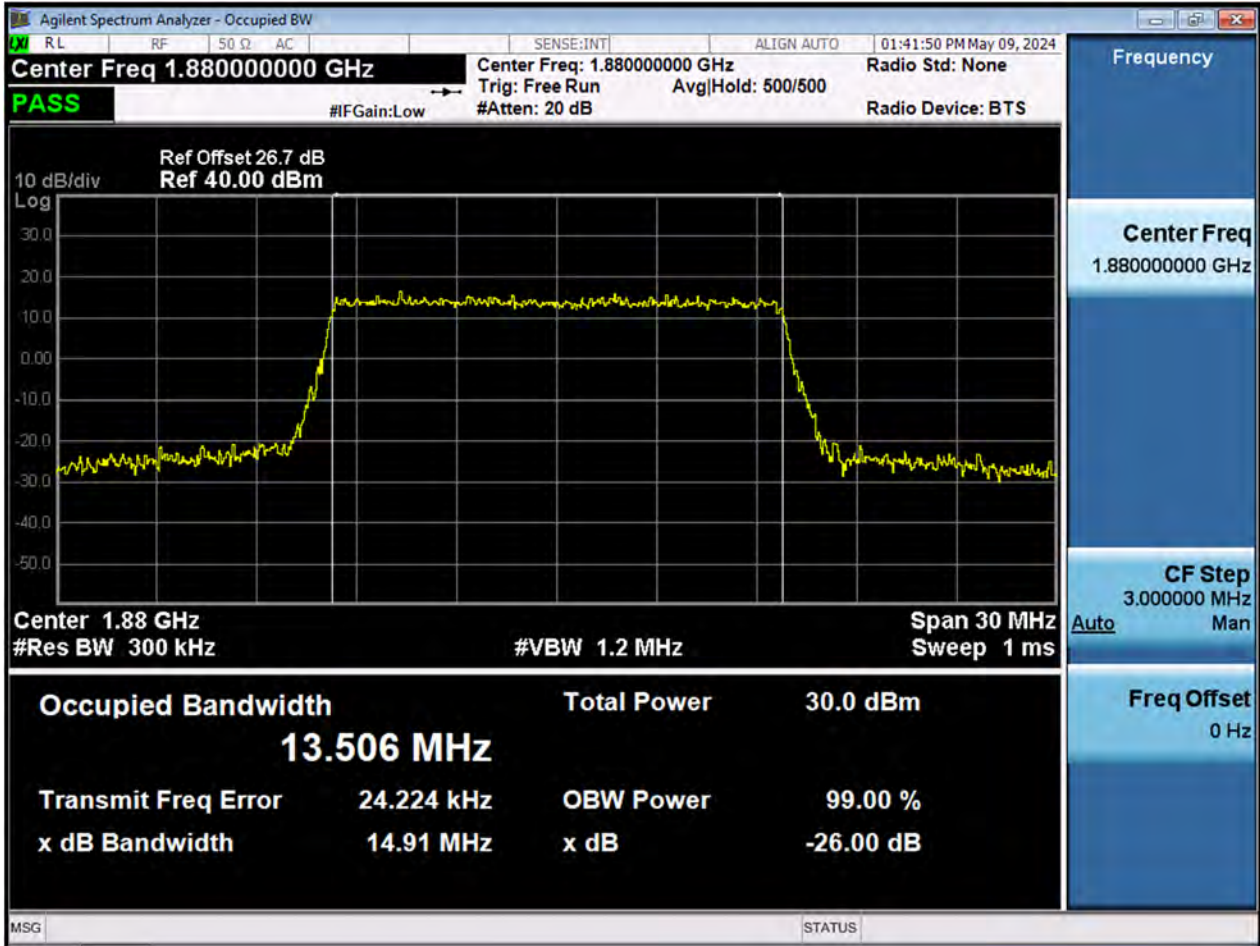 Agilent Spectrum Analyzer - Occupied BW
LXI RL RF 50 Ω AC SENSE:INT ALIGN AUTO 01:41:50 PM May 09, 2024
Center Freq 1.880000000 GHz
Center Freq: 1.880000000 GHz
Radio Std: None
Trig: Free Run Avg|Hold: 500/500
PASS
#IFGain:Low
#Atten: 20 dB
Radio Device: BTS
Frequency
Ref Offset 26.7 dB
10 dB/div Ref 40.00 dBm
Log
30.0
20.0
10.0
0.00
-10.0
-20.0
-30.0
-40.0
-50.0
Center 1.88 GHz Span 30 MHz
#Res BW 300 kHz #VBW 1.2 MHz Sweep 1 ms
Center Freq
1.880000000 GHz
CF Step
3.000000 MHz
Auto Man
Freq Offset
0 Hz
Occupied Bandwidth Total Power 30.0 dBm
13.506 MHz
Transmit Freq Error 24.224 kHz OBW Power 99.00 %
x dB Bandwidth 14.91 MHz x dB -26.00 dB
MSG STATUS